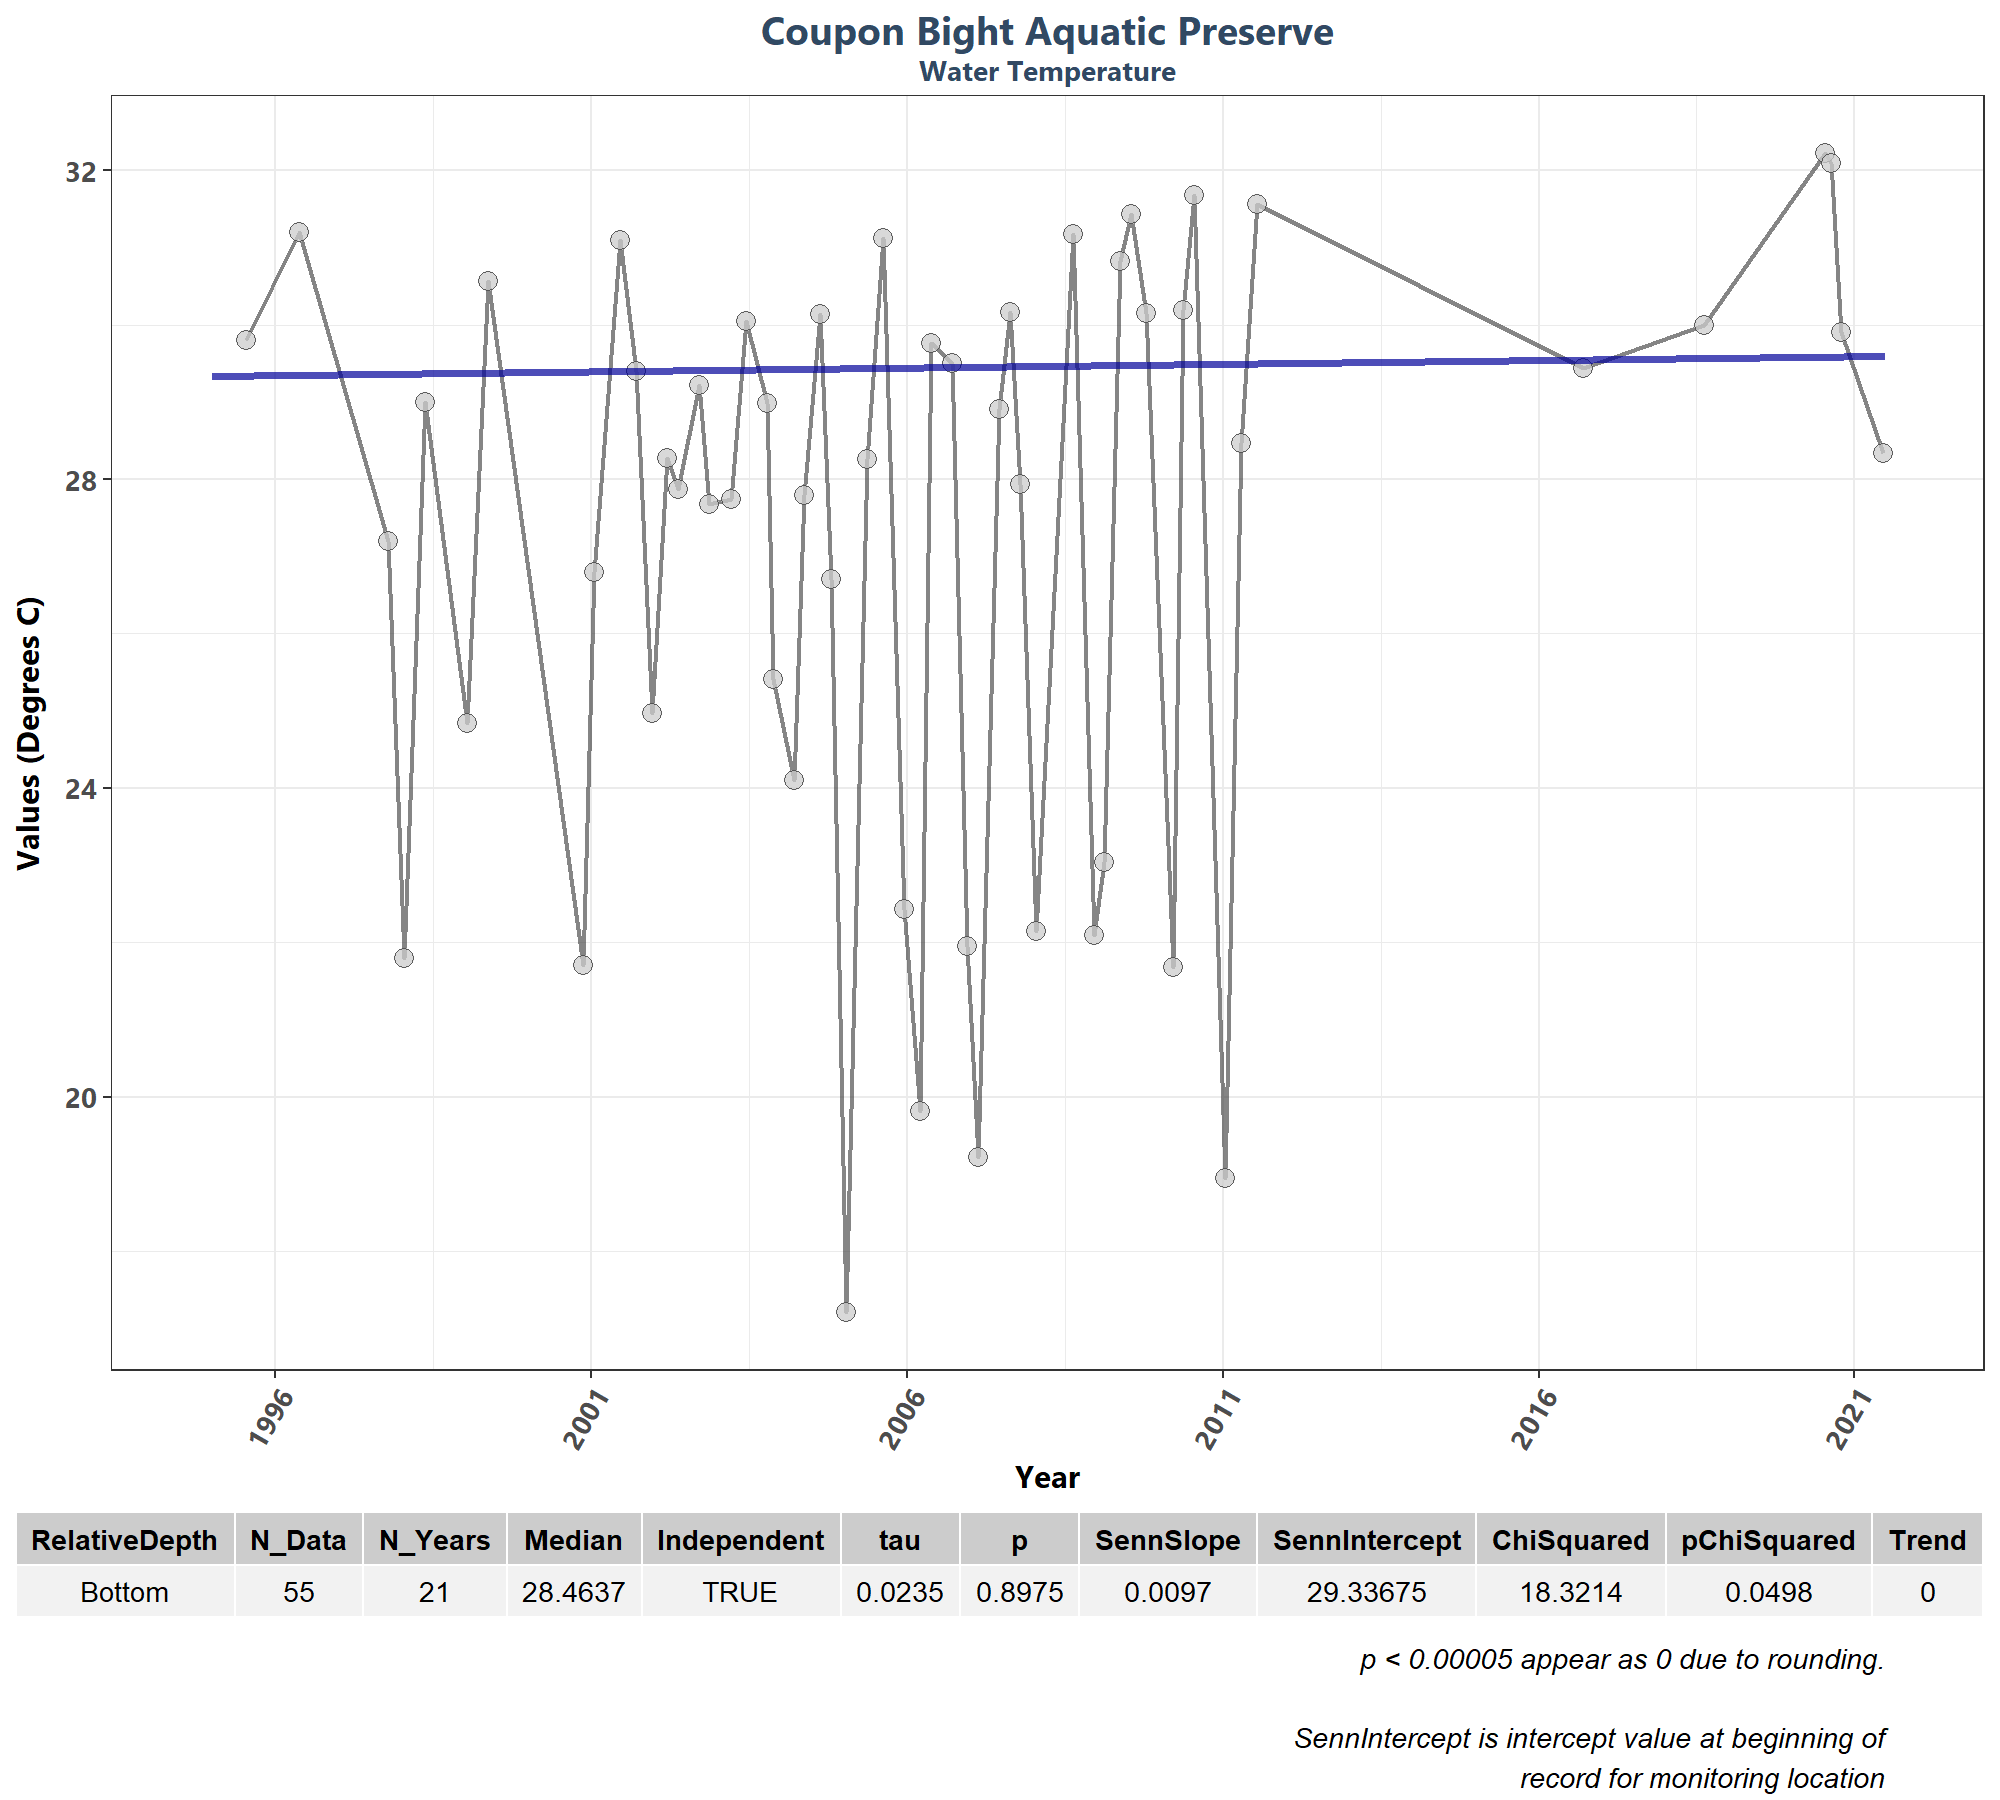 Coupon Bight Aquatic Preserve
Water Temperature
32
28
24
20
Values (Degrees C)
1996
2001
2006
2011
2016
2021
Year
RelativeDepth N_Data N_Years Median Independent tau p SennSlope SennIntercept ChiSquared pChiSquared Trend
Bottom 55 21 28.4637 TRUE 0.0235 0.8975 0.0097 29.33675 18.3214 0.0498 0
p < 0.00005 appear as 0 due to rounding.
SennIntercept is intercept value at beginning of
record for monitoring location